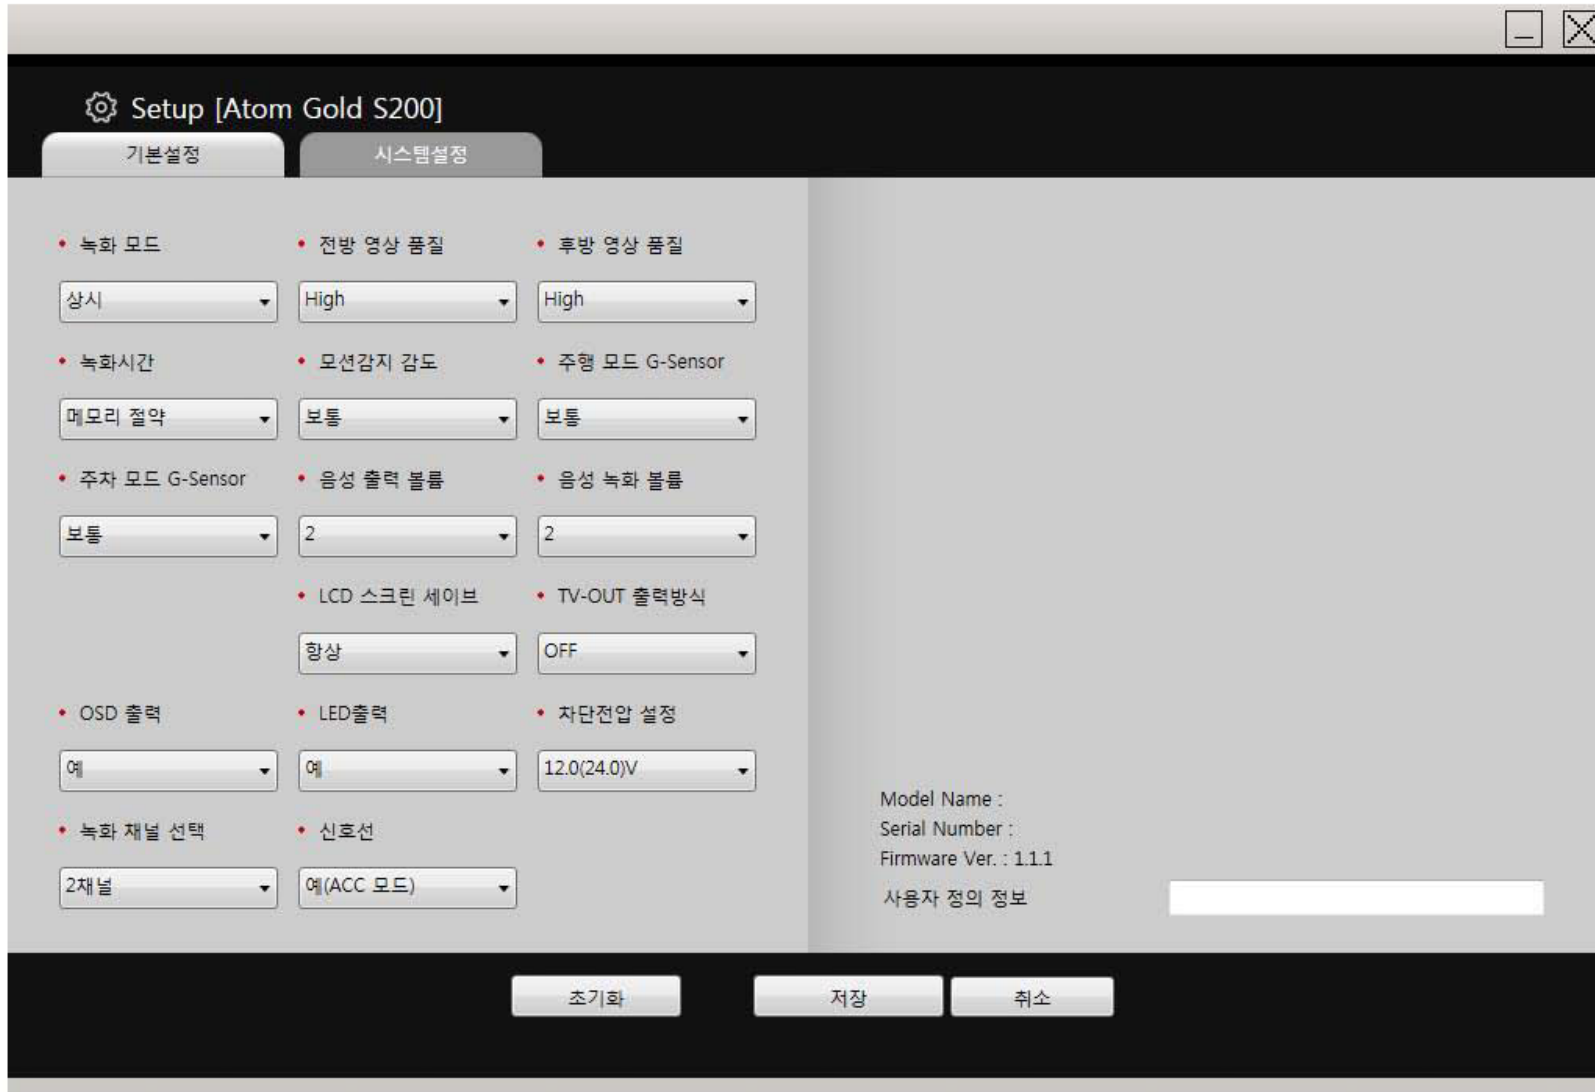 Setup [Atom Gold S200]
기본설정 시스템설정
녹화 모드 전방 영상 품질 후방 영상 품질
상시 High High
녹화시간 모션감지 감도 주행 모드 G-Sensor
메모리 절약 보통 보통
주차 모드 G-Sensor 음성 출력 볼륨 음성 녹화 볼륨
보통 2 2
LCD 스크린 세이브 TV-OUT 출력방식
항상 OFF
OSD 출력 LED출력 차단전압 설정
예 예 12.0(24.0)V
녹화 채널 선택 신호선
2채널 예(ACC 모드)
Model Name :
Serial Number :
Firmware Ver. : 1.1.1
사용자 정의 정보
초기화 저장 취소